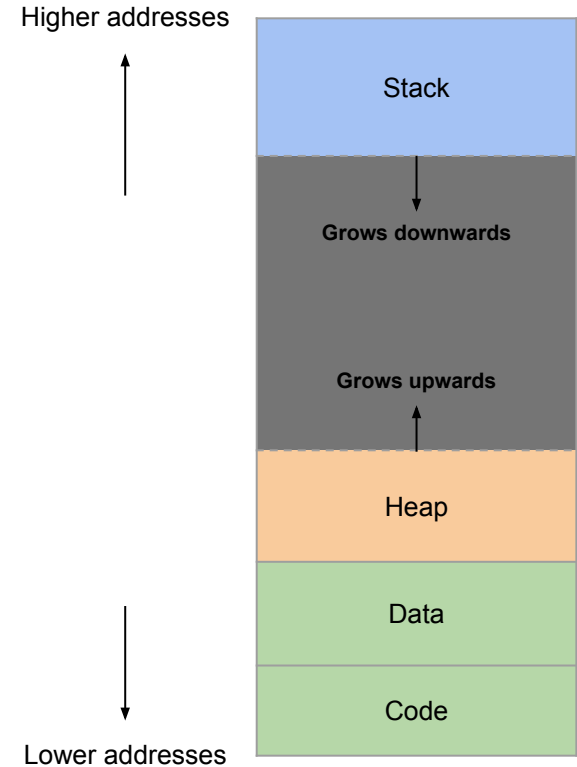 Higher addresses
Stack
Grows downwards
Grows upwards
Heap
Data
Code
Lower addresses